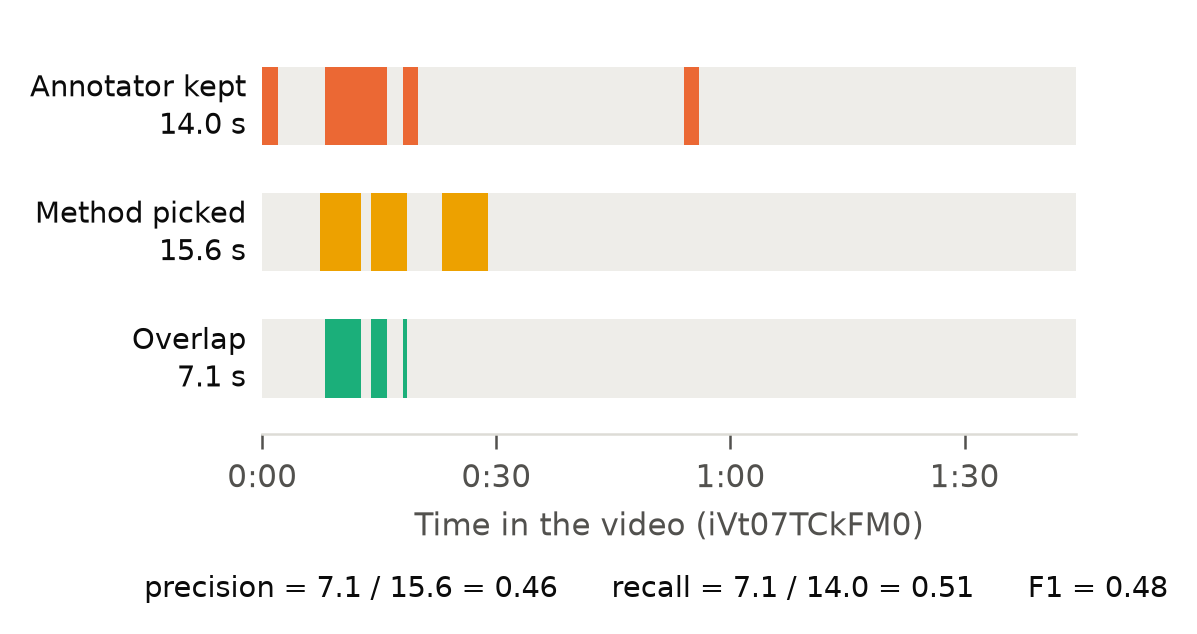 Annotator kept
14.0 s
Method picked
15.6 s
Overlap
7.1 s
0:00 0:30 1:00 1:30
Time in the video (iVt07TCkFM0)
precision = 7.1 / 15.6 = 0.46 recall = 7.1 / 14.0 = 0.51 F1 = 0.48